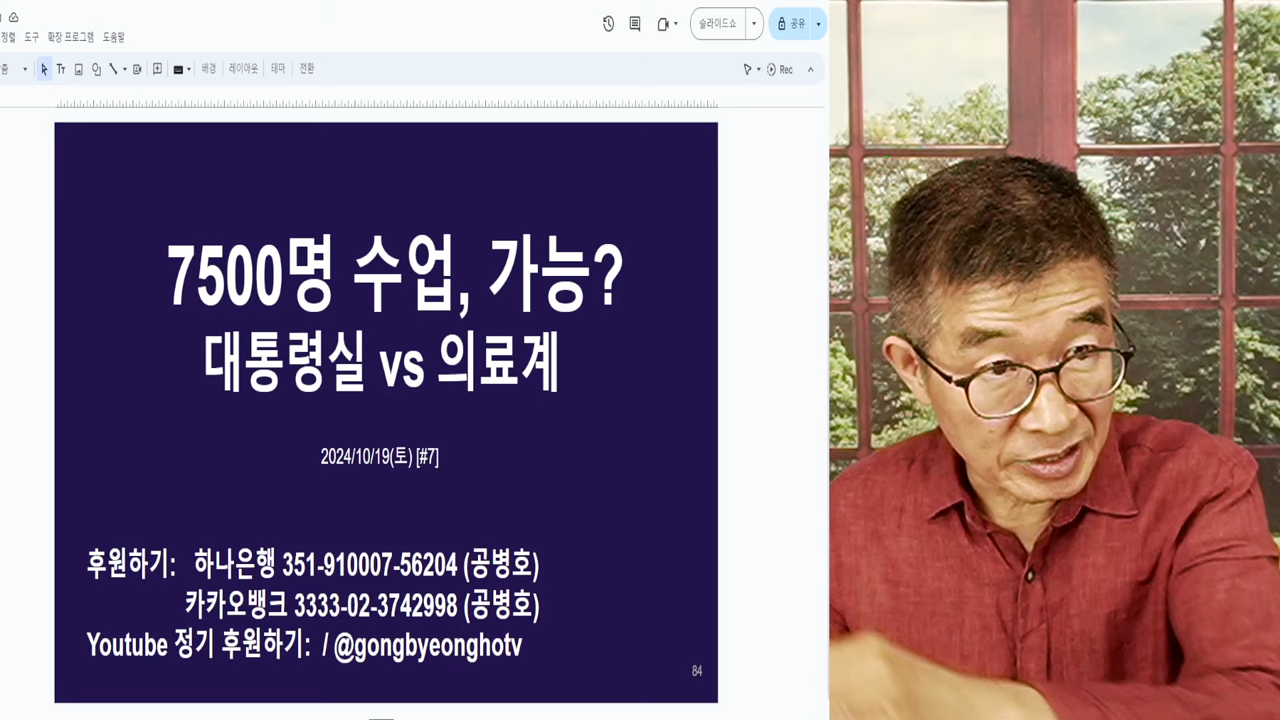 정렬 도구 확장 프로그램 도움말
슬라이드쇼
공유
배경 레이아웃 테마 전환
Rec
7500명 수업, 가능?
대통령실 vs 의료계
2024/10/19(토) [#7]
후원하기: 하나은행 351-910007-56204 (공병호)
카카오뱅크 3333-02-3742998 (공병호)
Youtube 정기 후원하기: / @gongbyeonghotv
84